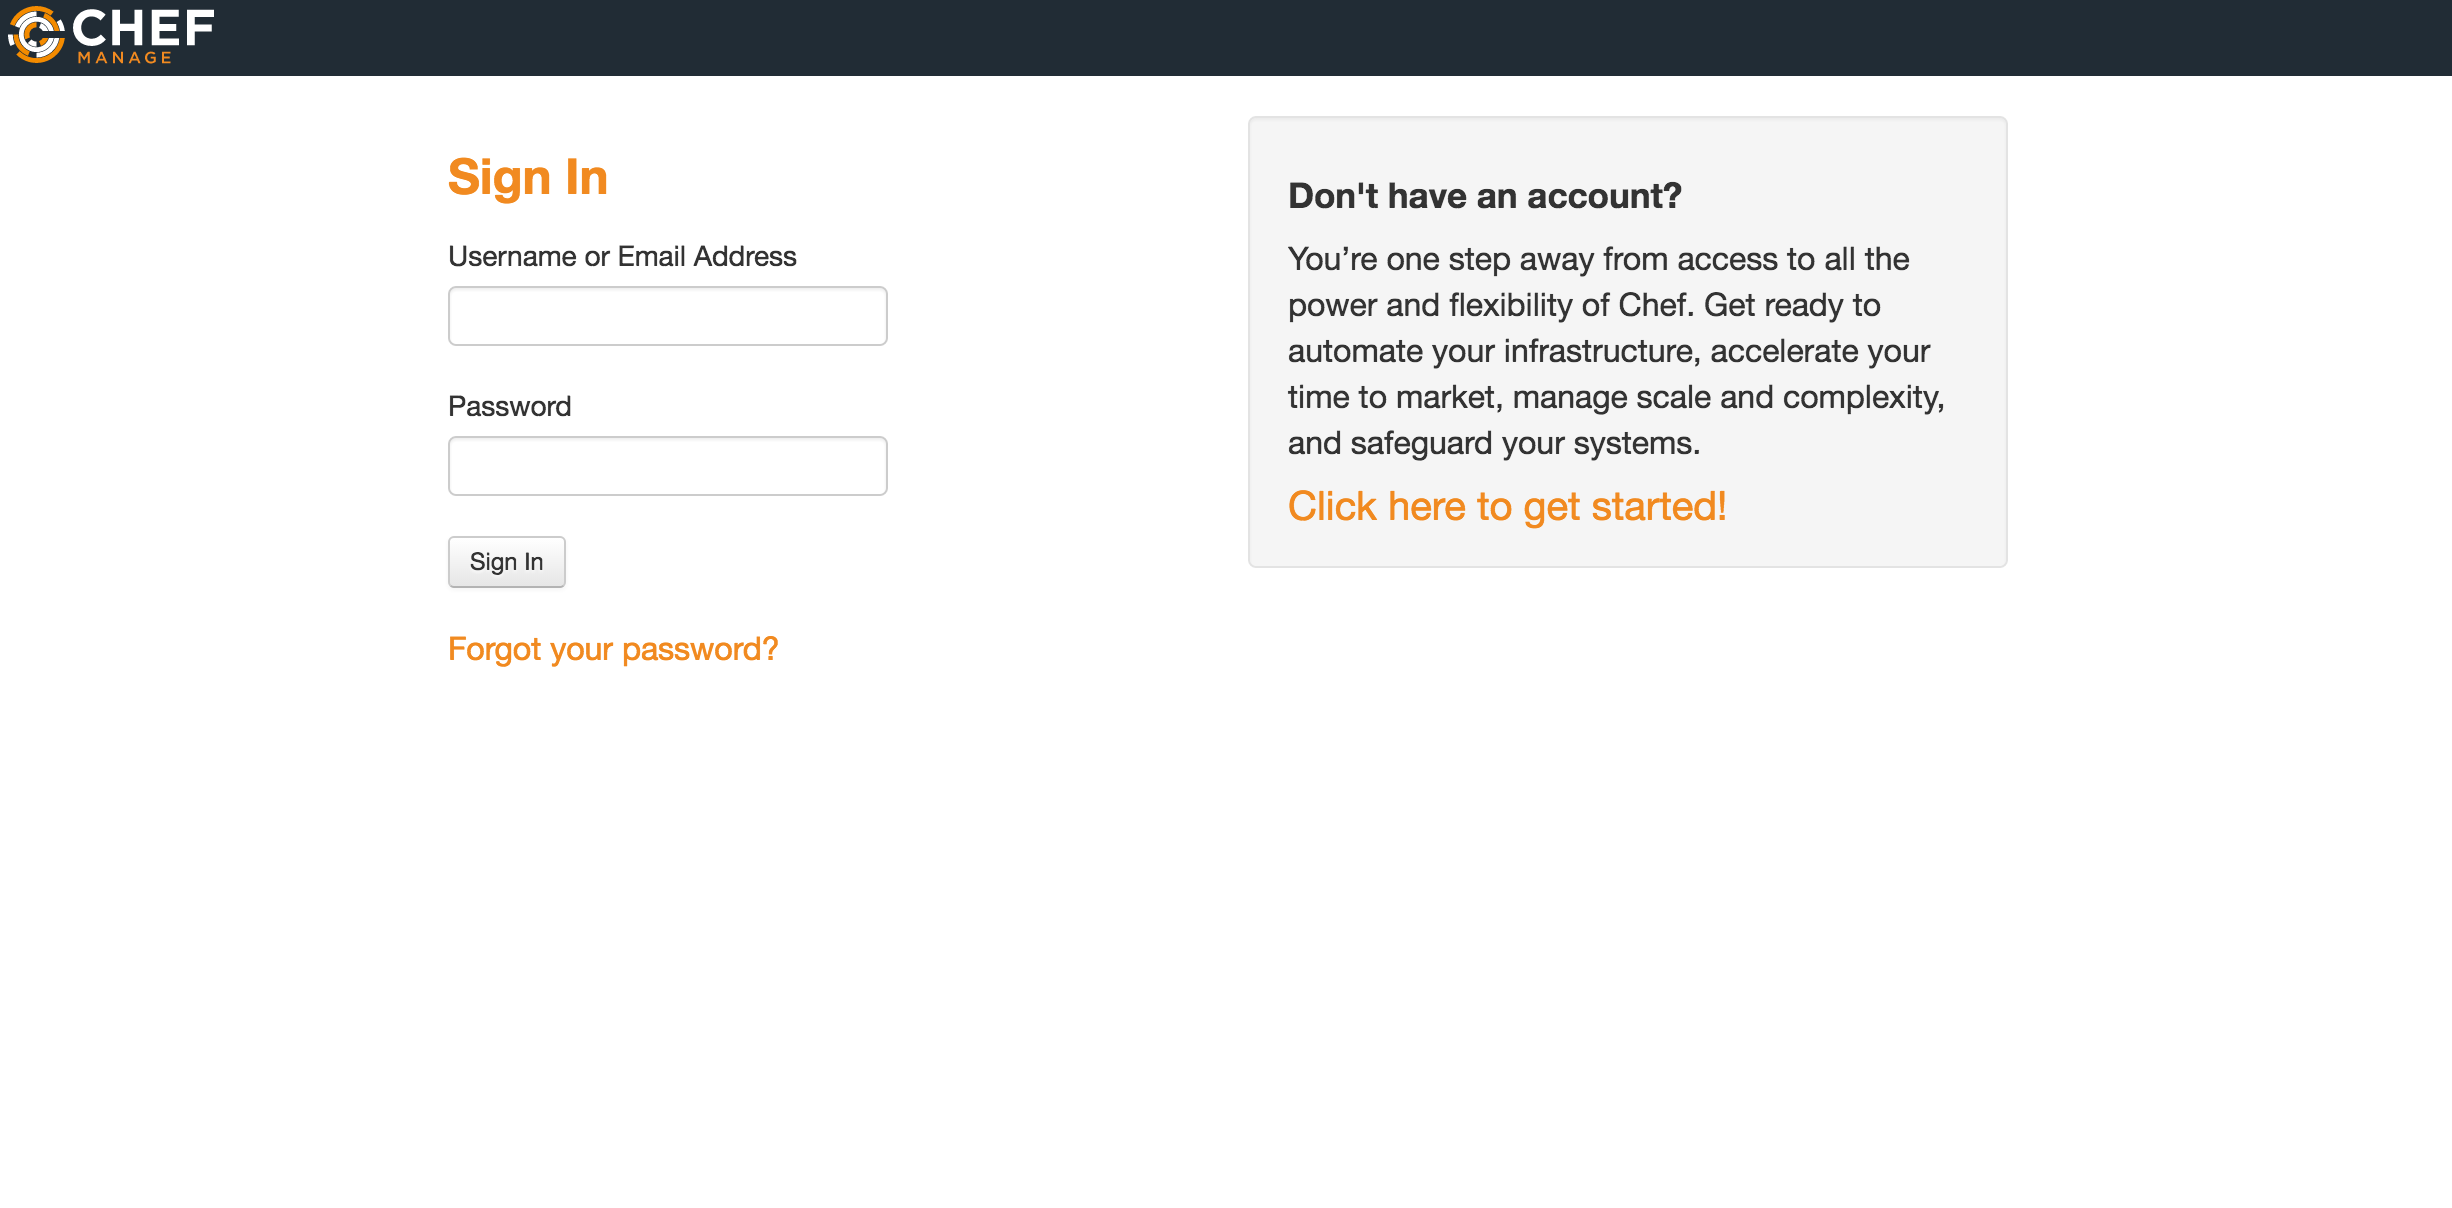 CHEF
MANAGE
Sign In
Username or Email Address
Password
Sign In
Forgot your password?
Don't have an account?
You’re one step away from access to all the
power and flexibility of Chef. Get ready to
automate your infrastructure, accelerate your
time to market, manage scale and complexity,
and safeguard your systems.
Click here to get started!